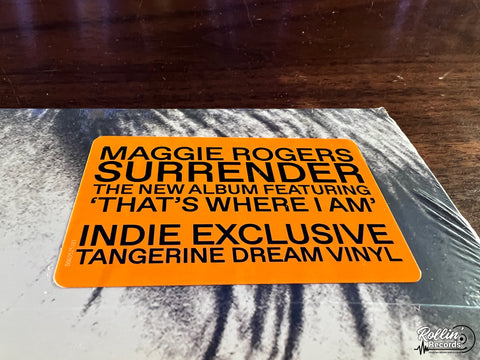 MAGGIE ROGERS
SURRENDER
THE NEW ALBUM FEATURING
‘THAT’S WHERE I AM’
INDIE EXCLUSIVE
TANGERINE DREAM VINYL
Rollin'
Records